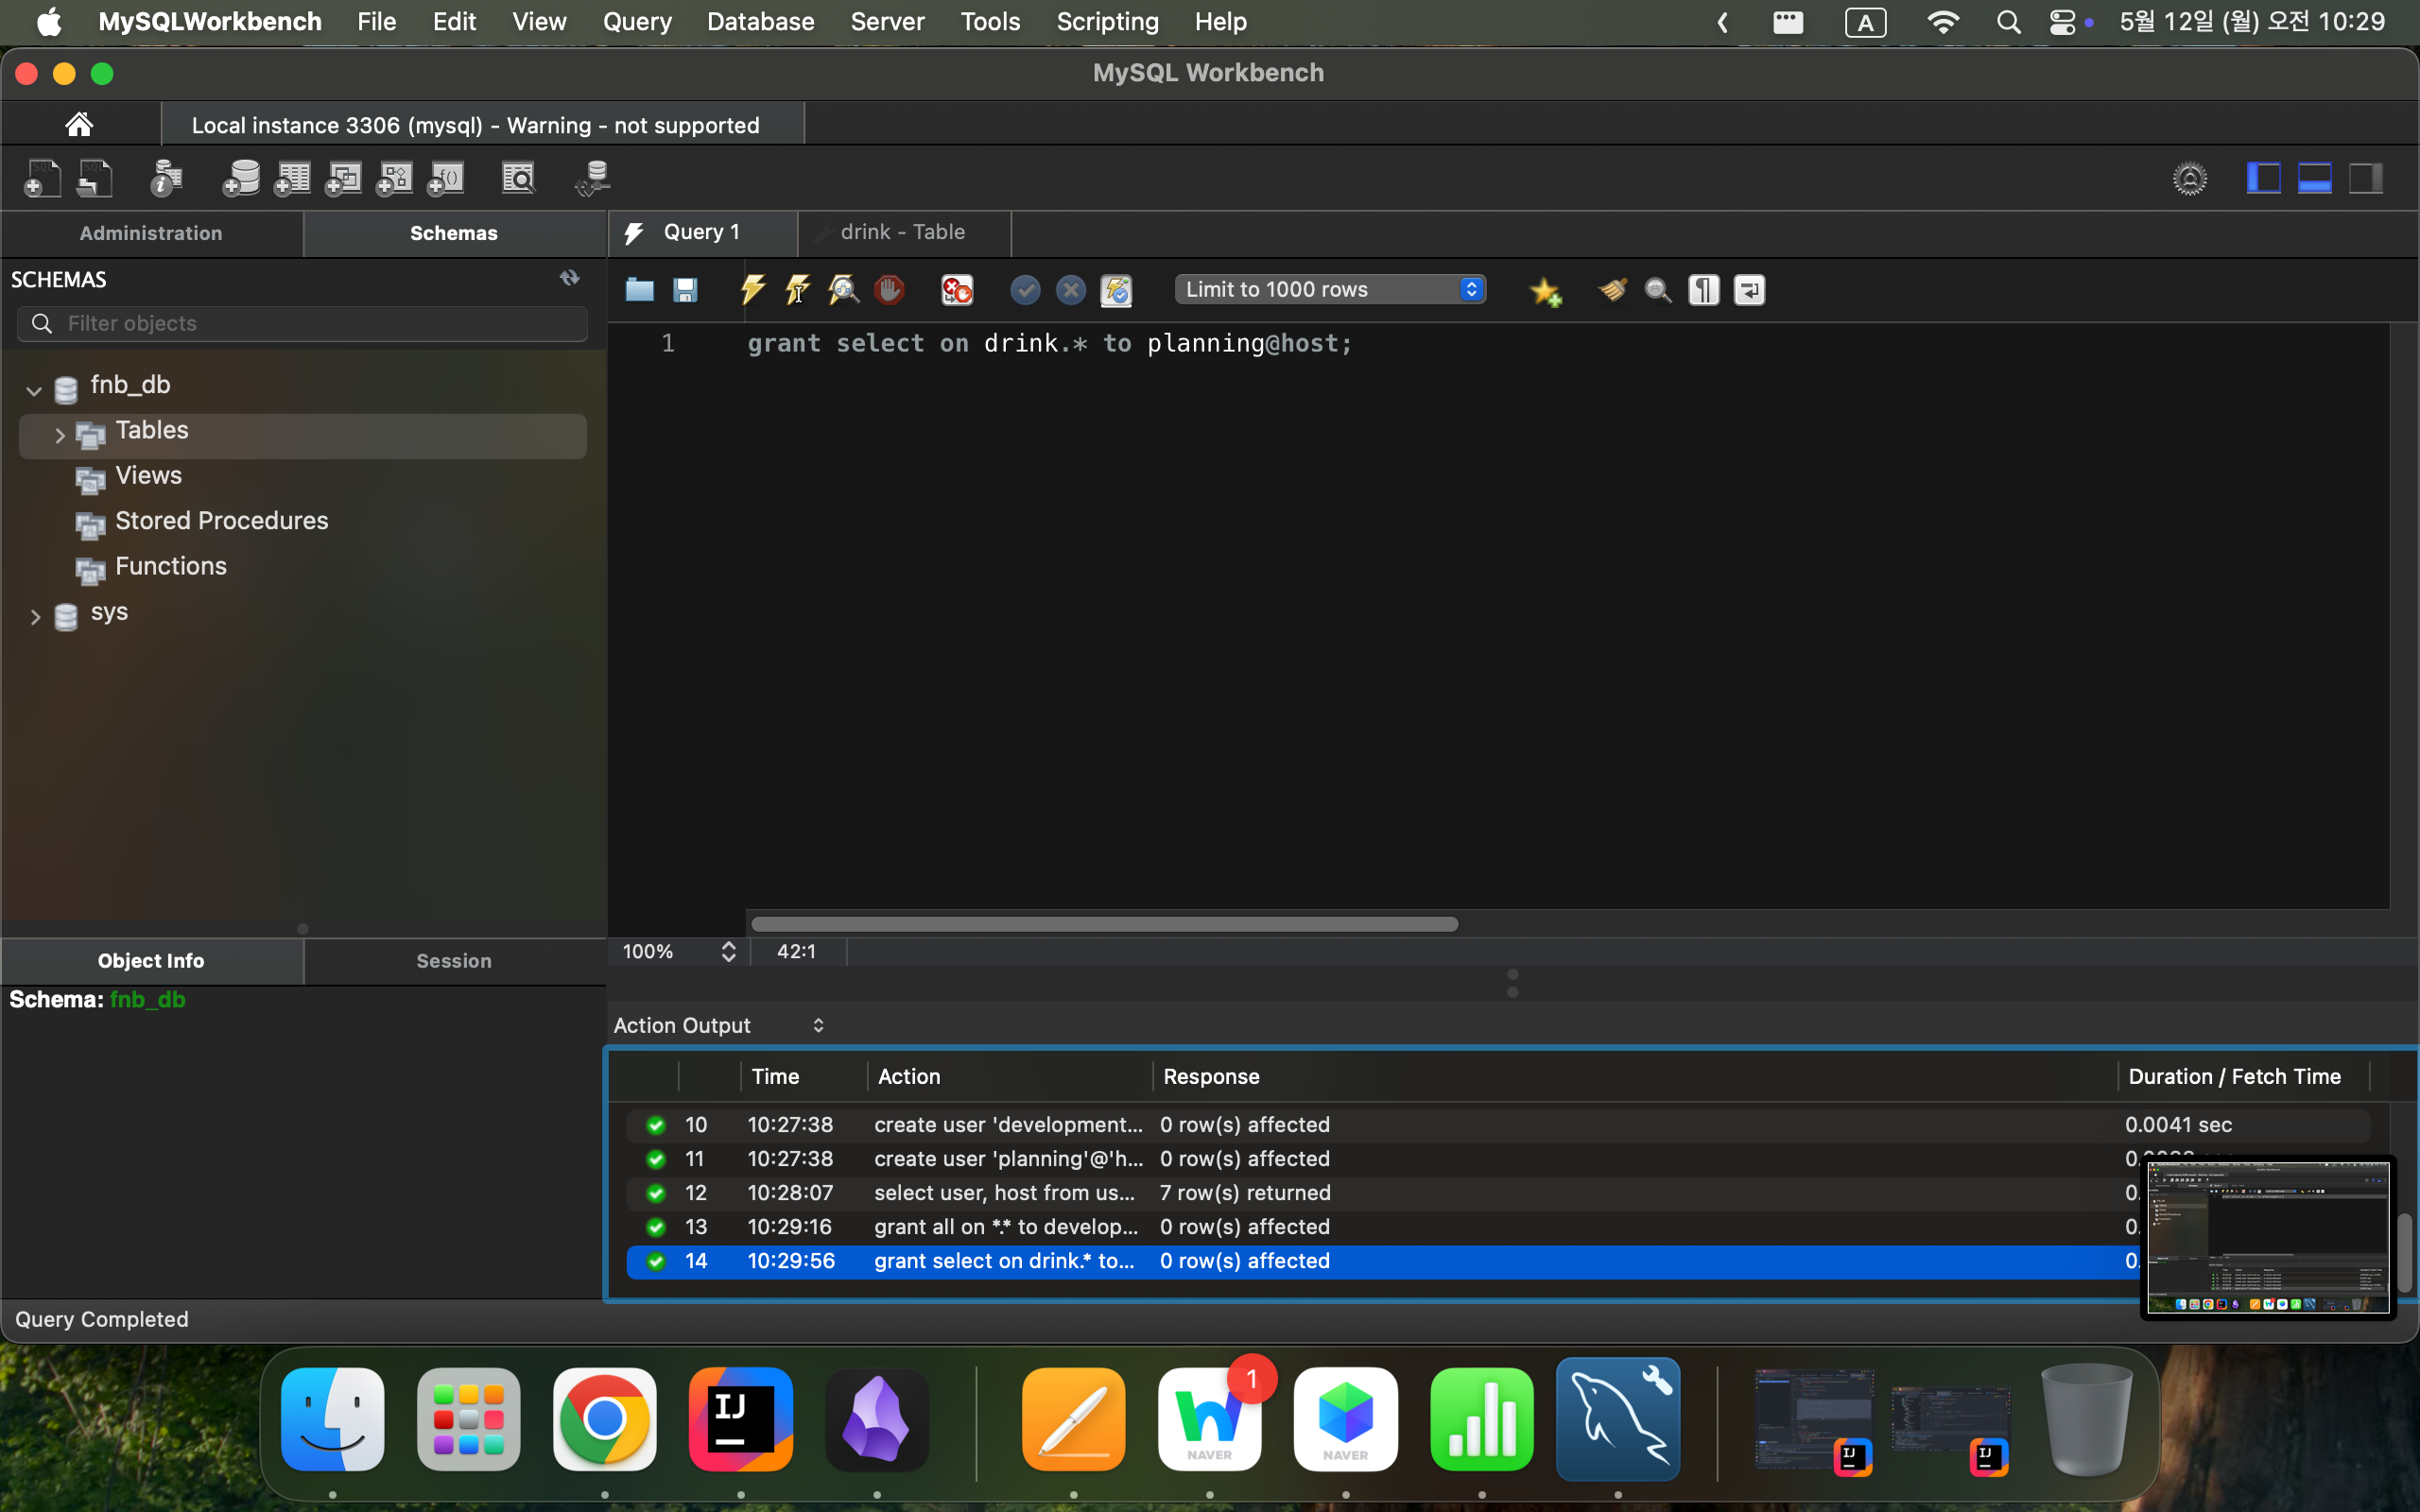 MySQLWorkbench File Edit View Query Database Server Tools Scripting Help A 5월 12일 (월) 오전 10:29
MySQL Workbench
Local instance 3306 (mysql) - Warning - not supported
Administration Schemas Query 1 drink - Table
SCHEMAS
Filter objects
Limit to 1000 rows
1 grant select on drink.* to planning@host;
fnb_db
Tables
Views
Stored Procedures
Functions
sys
100% 42:1
Object Info Session
Schema: fnb_db
Action Output
Time Action Response Duration / Fetch Time
10 10:27:38 create user 'development... 0 row(s) affected 0.0041 sec
11 10:27:38 create user 'planning'@'h... 0 row(s) affected
12 10:28:07 select user, host from us... 7 row(s) returned 0.
13 10:29:16 grant all on *.* to develop... 0 row(s) affected 0.
14 10:29:56 grant select on drink.* to... 0 row(s) affected 0.
Query Completed
IJ
1
NAVER
NAVER
IJ
IJ